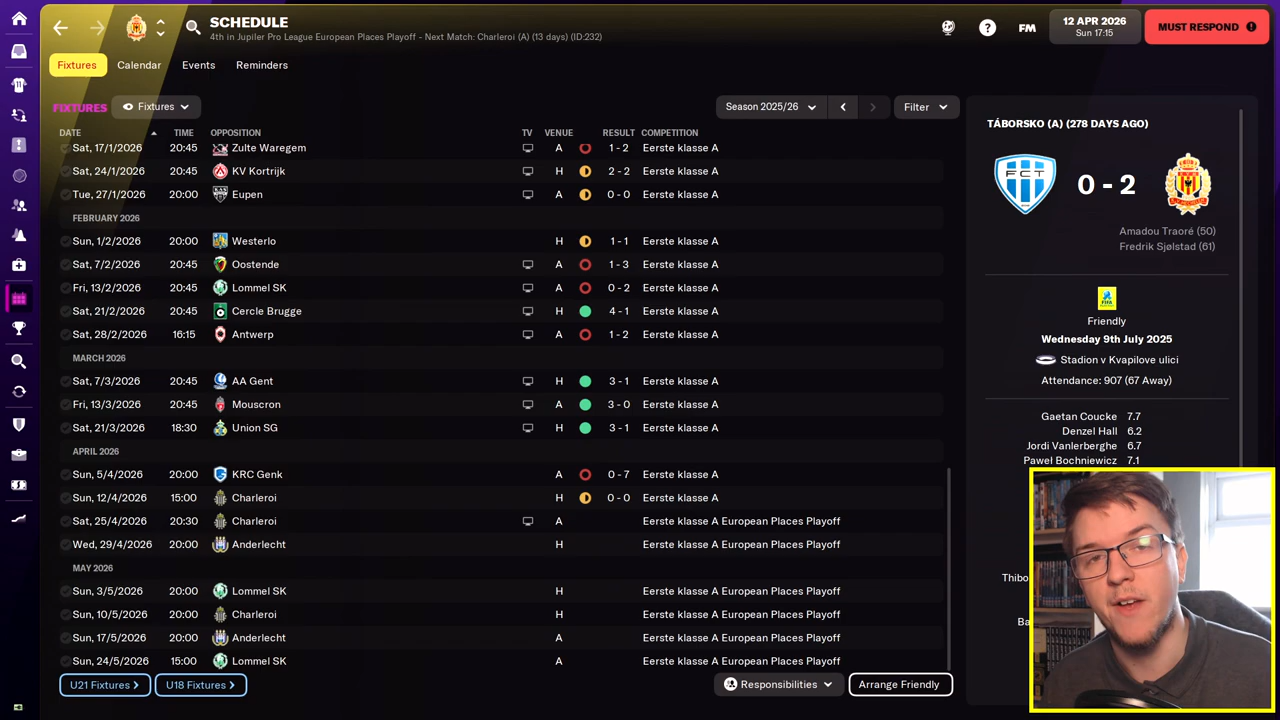 SCHEDULE
4th in Jupiler Pro League European Places Playoff - Next Match: Charleroi (A) (13 days) (ID:232)
FM
12 APR 2026
Sun 17:15
MUST RESPOND
Fixtures Calendar Events Reminders
FIXTURES Fixtures Season 2025/26 Filter
DATE TIME OPPOSITION TV VENUE RESULT COMPETITION
Sat, 17/1/2026 20:45 Zulte Waregem A 1 - 2 Eerste klasse A
Sat, 24/1/2026 20:45 KV Kortrijk H 2 - 2 Eerste klasse A
Tue, 27/1/2026 20:00 Eupen A 0 - 0 Eerste klasse A
FEBRUARY 2026
Sun, 1/2/2026 20:00 Westerlo H 1 - 1 Eerste klasse A
Sat, 7/2/2026 20:45 Oostende A 1 - 3 Eerste klasse A
Fri, 13/2/2026 20:45 Lommel SK H 0 - 2 Eerste klasse A
Sat, 21/2/2026 20:45 Cercle Brugge H 4 - 1 Eerste klasse A
Sat, 28/2/2026 16:15 Antwerp A 1 - 2 Eerste klasse A
MARCH 2026
Sat, 7/3/2026 20:45 AA Gent H 3 - 1 Eerste klasse A
Fri, 13/3/2026 20:45 Mouscron A 3 - 0 Eerste klasse A
Sat, 21/3/2026 18:30 Union SG H 3 - 1 Eerste klasse A
APRIL 2026
Sun, 5/4/2026 20:00 KRC Genk A 0 - 7 Eerste klasse A
Sun, 12/4/2026 15:00 Charleroi H 0 - 0 Eerste klasse A
Sat, 25/4/2026 20:30 Charleroi A Eerste klasse A European Places Playoff
Wed, 29/4/2026 20:00 Anderlecht H Eerste klasse A European Places Playoff
MAY 2026
Sun, 3/5/2026 20:00 Lommel SK H Eerste klasse A European Places Playoff
Sun, 10/5/2026 20:00 Charleroi H Eerste klasse A European Places Playoff
Sun, 17/5/2026 20:00 Anderlecht A Eerste klasse A European Places Playoff
Sun, 24/5/2026 15:00 Lommel SK A Eerste klasse A European Places Playoff
U21 Fixtures U18 Fixtures Responsibilities Arrange Friendly
TÁBORSKO (A) (278 DAYS AGO)
FCT
0 - 2
Amadou Traoré (50)
Fredrik Sjølstad (61)
Friendly
Wednesday 9th July 2025
Stadion v Kvapilove ulici
Attendance: 907 (67 Away)
Gaetan Coucke 7.7
Denzel Hall 6.2
Jordi Vanlerberghe 6.7
Paweł Bochniewicz 7.1
Thibo
Ba